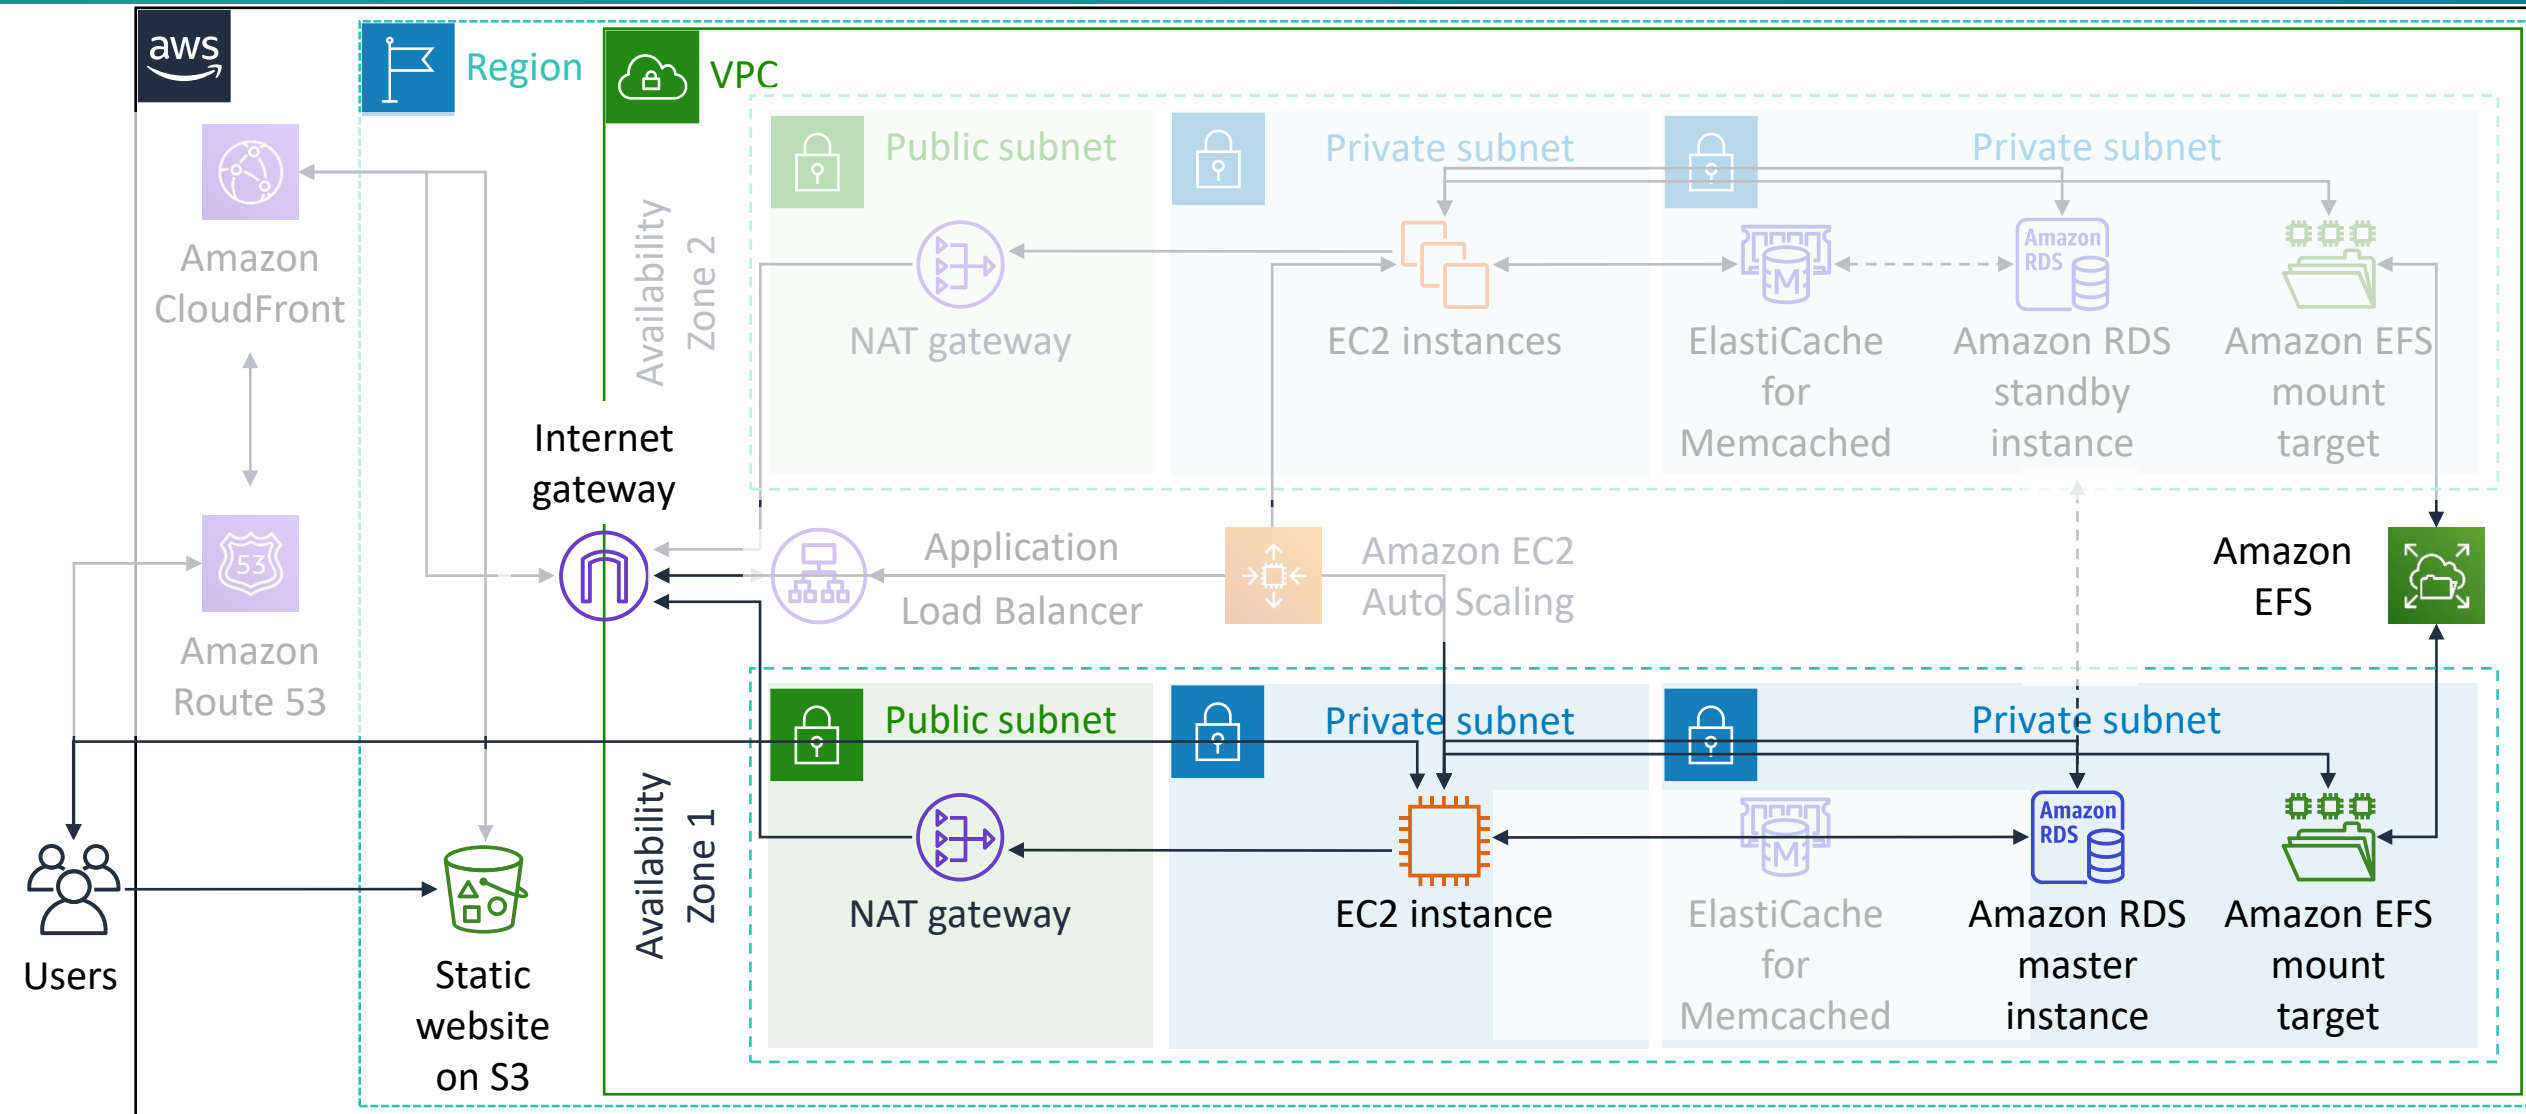 aws
Region
VPC
Public subnet
Private subnet
Private subnet
Amazon
CloudFront
Availability
Zone 2
NAT gateway
EC2 instances
M
ElastiCache
for
Memcached
Amazon
RDS
Amazon RDS
standby
instance
Amazon EFS
mount
target
Internet
gateway
53
Amazon
Route 53
Application
Load Balancer
Amazon EC2
Auto Scaling
Amazon
EFS
Public subnet
Private subnet
Private subnet
Users
Static
website
on S3
Availability
Zone 1
NAT gateway
EC2 instance
M
ElastiCache
for
Memcached
Amazon
RDS
Amazon RDS
master
instance
Amazon EFS
mount
target